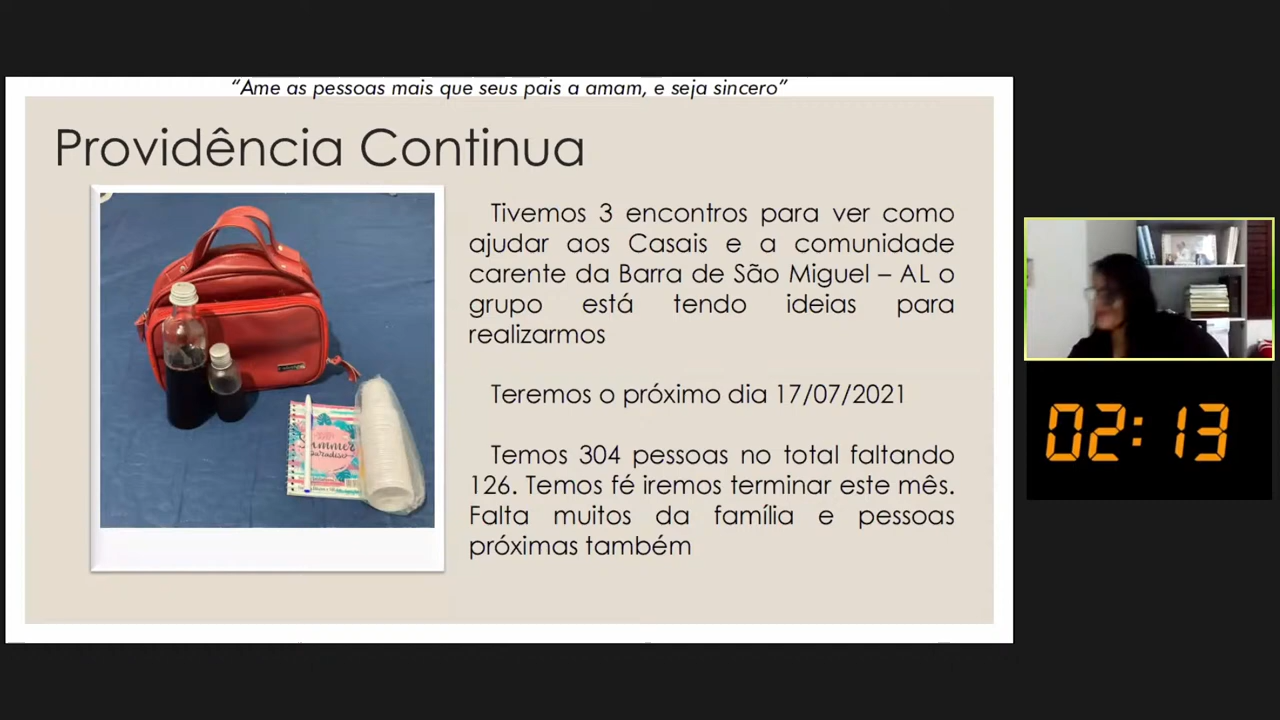 “Ame as pessoas mais que seus pais a amam, e seja sincero”
Providência Continua
Tivemos 3 encontros para ver como
ajudar aos Casais e a comunidade
carente da Barra de São Miguel – AL o
grupo está tendo ideias para
realizarmos
Teremos o próximo dia 17/07/2021
Temos 304 pessoas no total faltando
126. Temos fé iremos terminar este mês.
Falta muitos da família e pessoas
próximas também
Summer
paradise
02:13